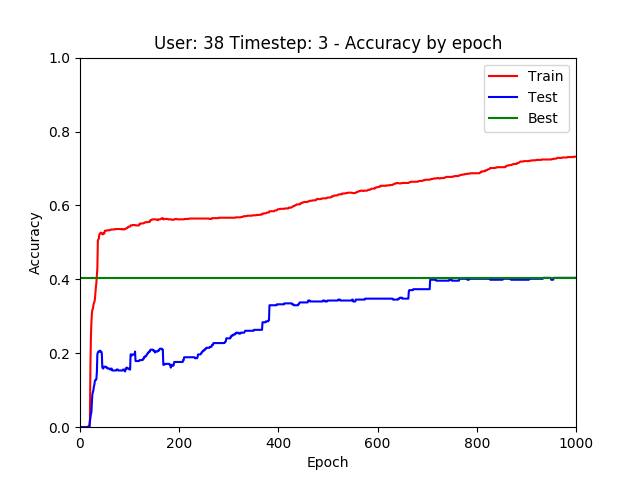 User: 38 Timestep: 3 - Accuracy by epoch
Accuracy
1.0
0.8
0.6
0.4
0.2
0.0
Train
Test
Best
0 200 400 600 800 1000
Epoch